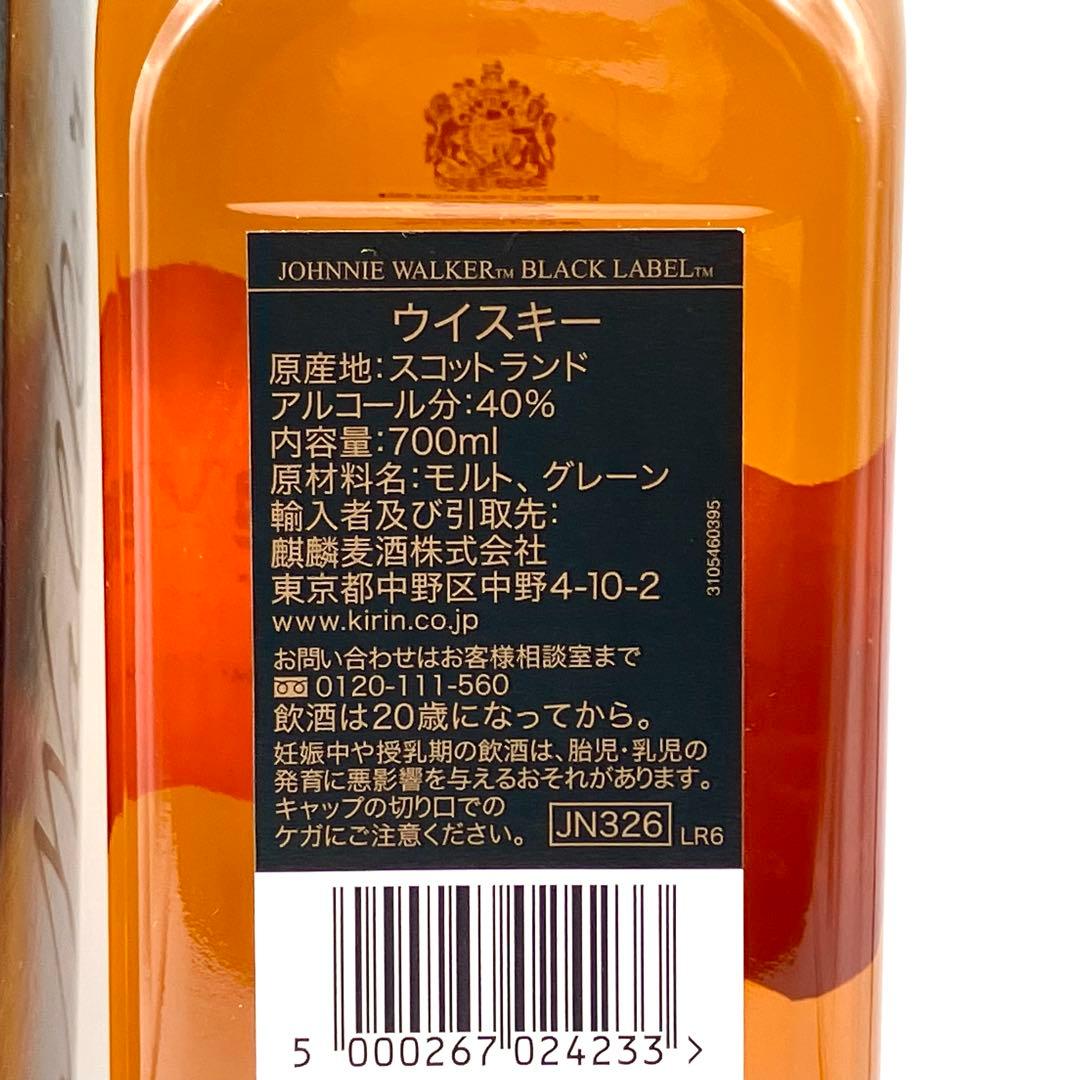 JOHNNIE WALKER™ BLACK LABEL™
ウイスキー
原産地：スコットランド
アルコール分：40%
内容量：700ml
原材料名：モルト、グレーン
輸入者及び引取先：
麒麟麦酒株式会社
東京都中野区中野4-10-2
www.kirin.co.jp
お問い合わせはお客様相談室まで
0120-111-560
飲酒は20歳になってから。
妊娠中や授乳期の飲酒は、胎児・乳児の
発育に悪影響を与えるおそれがあります。
キャップの切り口での
ケガにご注意ください。
JN326 LR6
3105460395
5 000267 024233 >